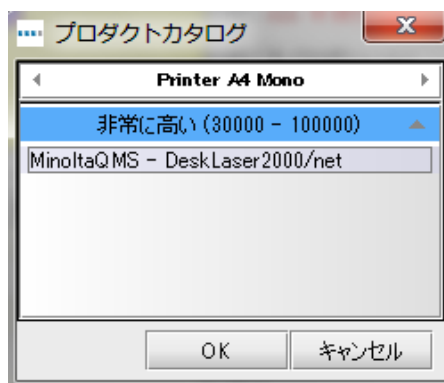 プロダクトカタログ
Printer A4 Mono
非常に高い (30000 - 100000)
MinoltaQMS - DeskLaser2000/net
OK
キャンセル